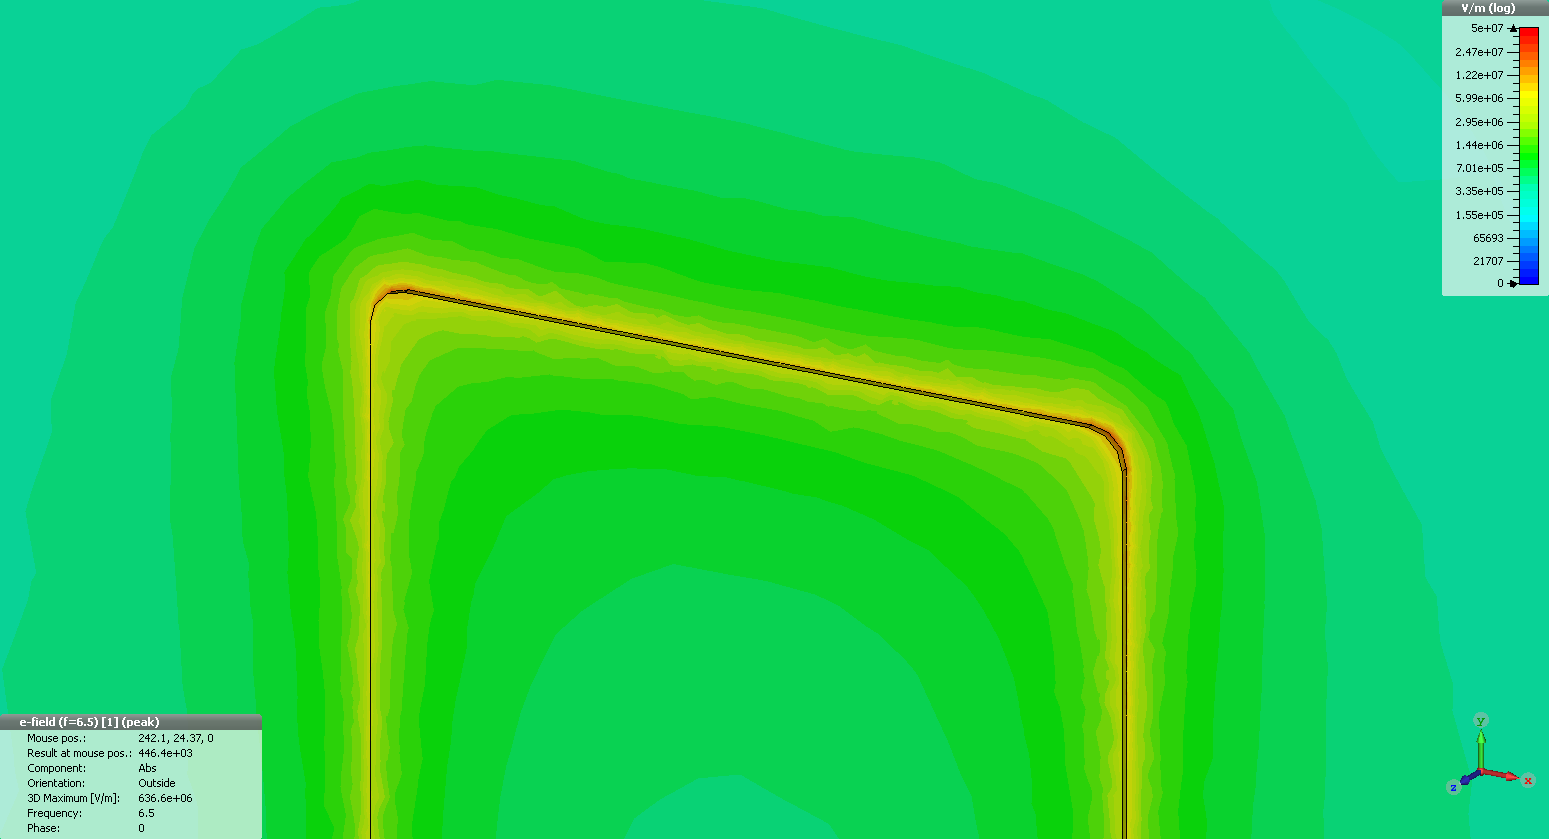 V/m (log)
5e+07
2.47e+07
1.22e+07
5.99e+06
2.95e+06
1.44e+06
7.01e+05
3.35e+05
1.55e+05
65693
21707
0
e-field (f=6.5) [1] (peak)
Mouse pos.: 242.1, 24.37, 0
Result at mouse pos.: 446.4e+03
Component: Abs
Orientation: Outside
3D Maximum [V/m]: 636.6e+06
Frequency: 6.5
Phase: 0
y
x
z